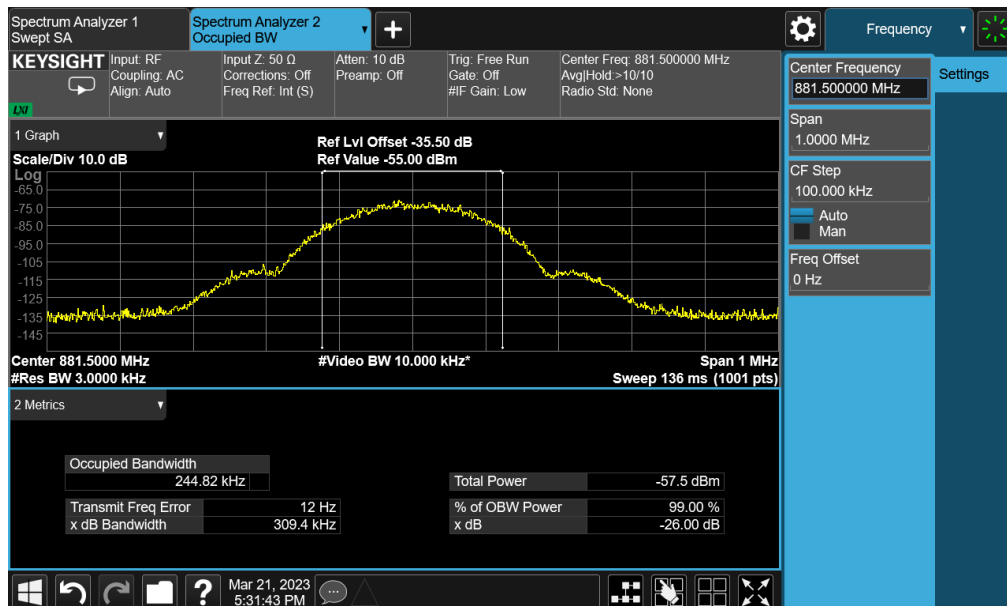 Spectrum Analyzer 1
Swept SA
Spectrum Analyzer 2
Occupied BW
Frequency
KEYSIGHT
LXI
Input: RF
Coupling: AC
Align: Auto
Input Z: 50 Ω
Corrections: Off
Freq Ref: Int (S)
Atten: 10 dB
Preamp: Off
Trig: Free Run
Gate: Off
#IF Gain: Low
Center Freq: 881.500000 MHz
Avg|Hold:>10/10
Radio Std: None
Center Frequency
881.500000 MHz
Settings
Span
1.0000 MHz
CF Step
100.000 kHz
Auto
Man
Freq Offset
0 Hz
1 Graph
Scale/Div 10.0 dB
Ref Lvl Offset -35.50 dB
Ref Value -55.00 dBm
Log
-65.0
-75.0
-85.0
-95.0
-105
-115
-125
-135
-145
Center 881.5000 MHz
#Video BW 10.000 kHz*
Span 1 MHz
#Res BW 3.0000 kHz
Sweep 136 ms (1001 pts)
2 Metrics
Occupied Bandwidth
244.82 kHz
Total Power -57.5 dBm
Transmit Freq Error 12 Hz
% of OBW Power 99.00 %
x dB Bandwidth 309.4 kHz
x dB -26.00 dB
?
Mar 21, 2023
5:31:43 PM